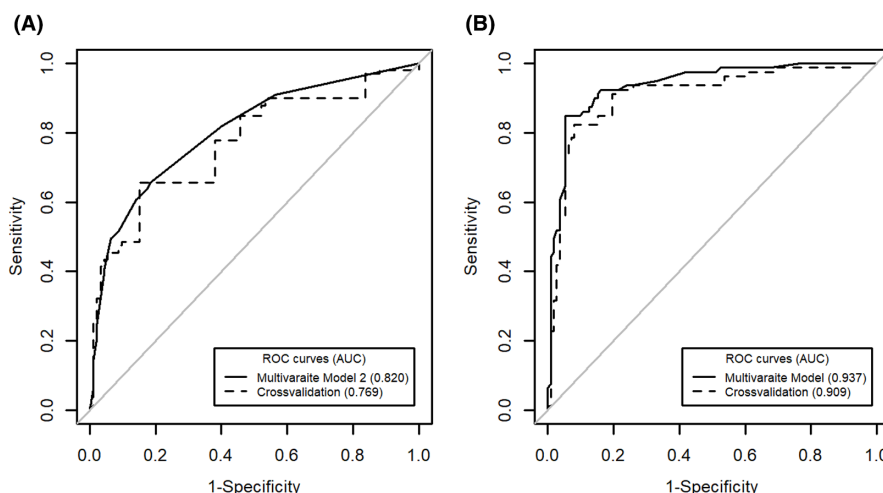 (A)
1.0
0.8
0.6
0.4
0.2
0.0
Sensitivity
ROC curves (AUC)
Multivaraite Model 2 (0.820)
Crossvalidation (0.769)
0.0 0.2 0.4 0.6 0.8 1.0
1-Specificity
(B)
1.0
0.8
0.6
0.4
0.2
0.0
Sensitivity
ROC curves (AUC)
Multivaraite Model (0.937)
Crossvalidation (0.909)
0.0 0.2 0.4 0.6 0.8 1.0
1-Specificity